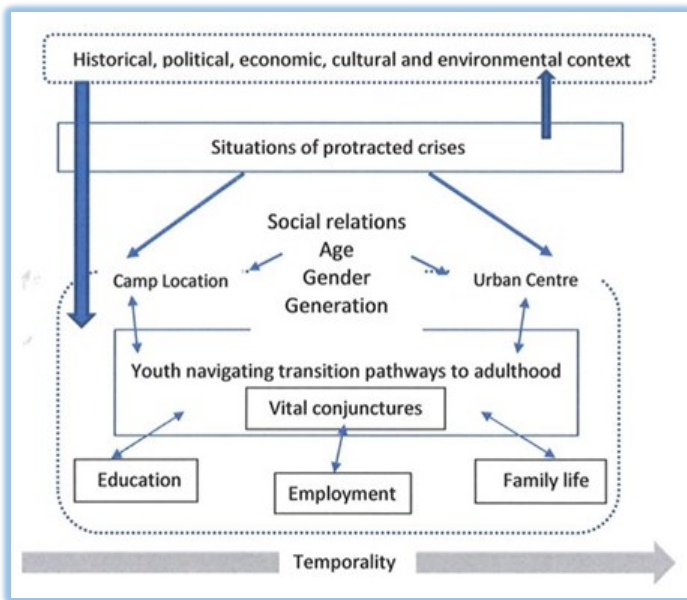 Historical, political, economic, cultural and environmental context
Situations of protracted crises
Social relations
Age
Gender
Generation
Camp Location
Urban Centre
Youth navigating transition pathways to adulthood
Vital conjunctures
Education
Employment
Family life
Temporality